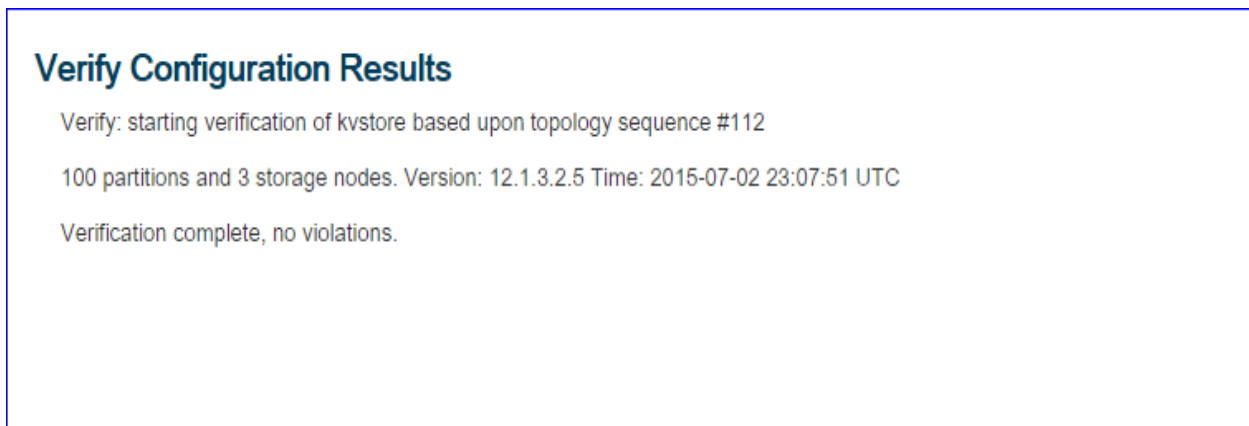 Verify Configuration Results
Verify: starting verification of kvstore based upon topology sequence #112
100 partitions and 3 storage nodes. Version: 12.1.3.2.5 Time: 2015-07-02 23:07:51 UTC
Verification complete, no violations.